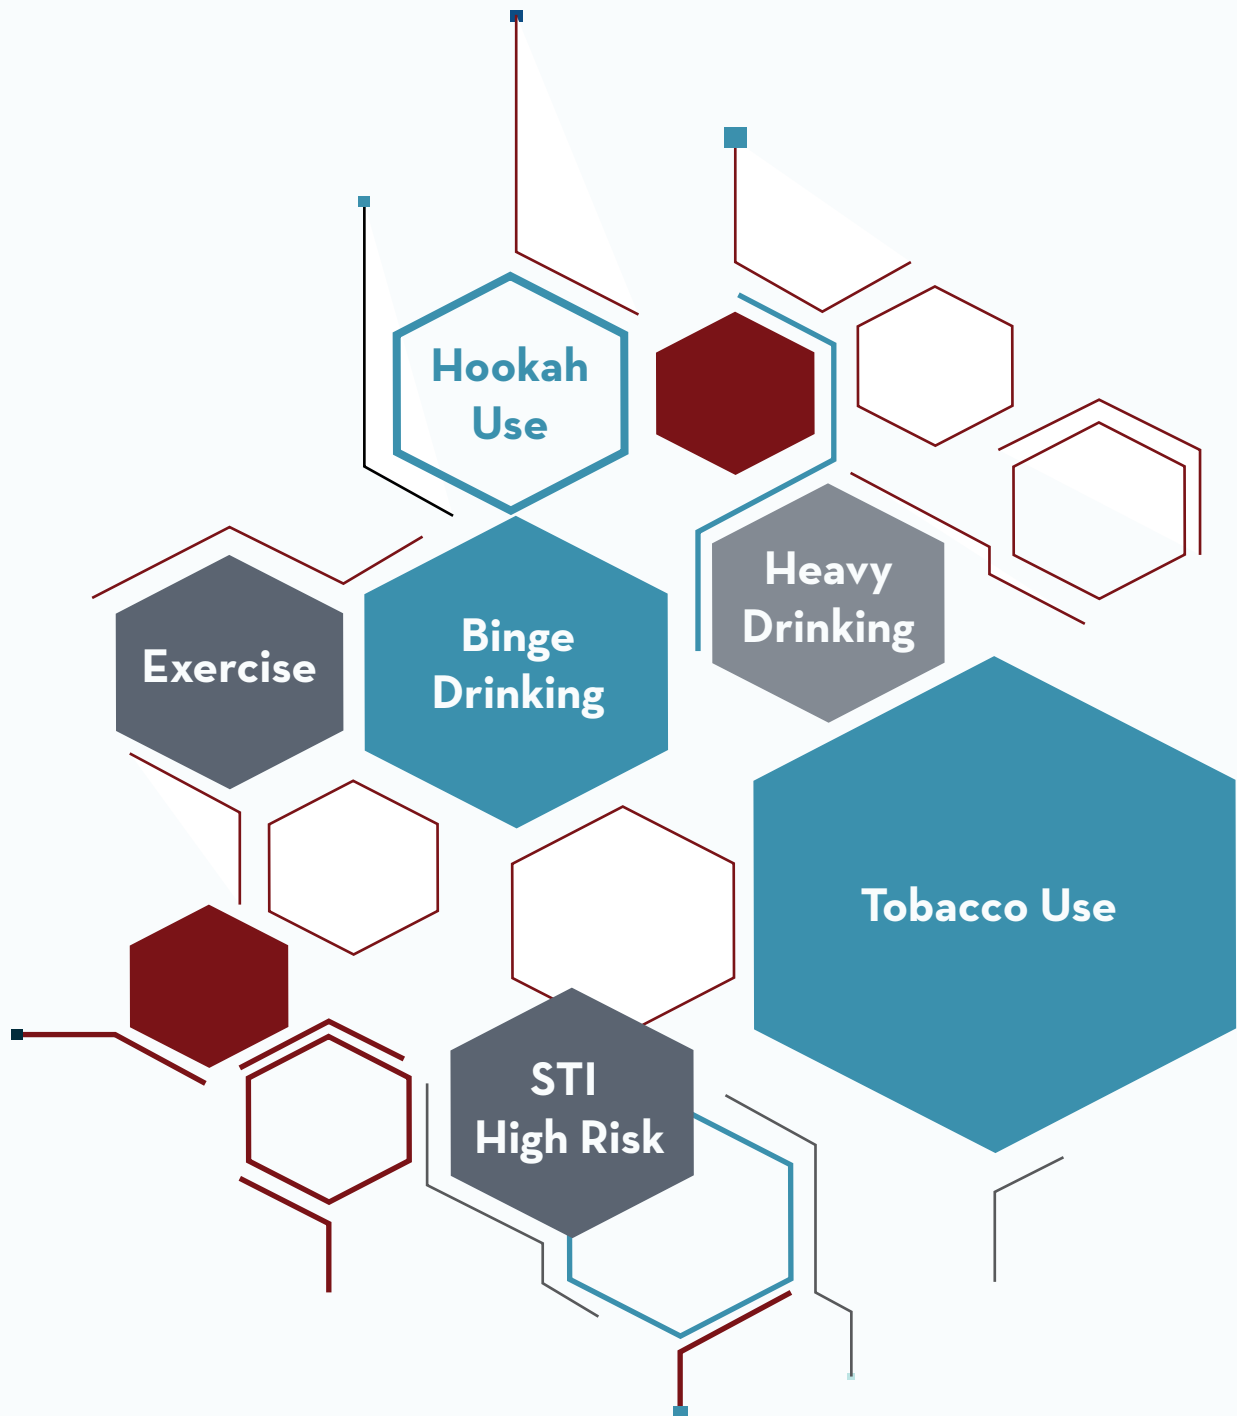 Hookah
Use
Heavy
Drinking
Binge
Drinking
Exercise
Tobacco Use
STI
High Risk